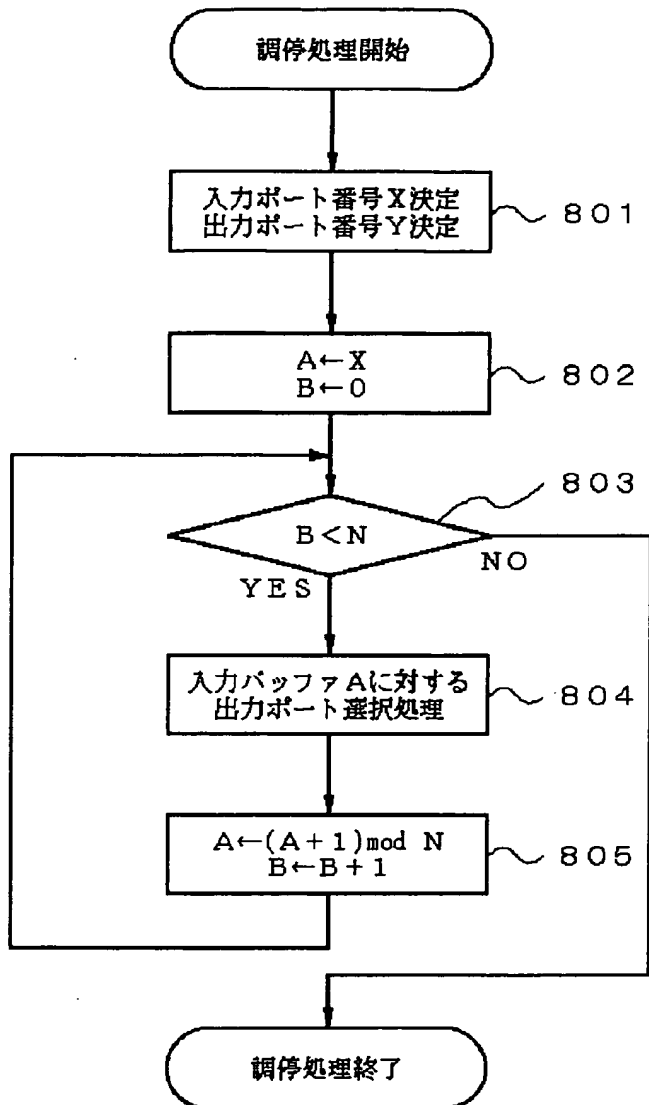 調停処理開始
入力ポート番号X決定
出力ポート番号Y決定
801
A←X
B←0
802
803
B<N
NO
YES
入力バッファAに対する
出力ポート選択処理
804
A←(A+1)mod N
B←B+1
805
調停処理終了